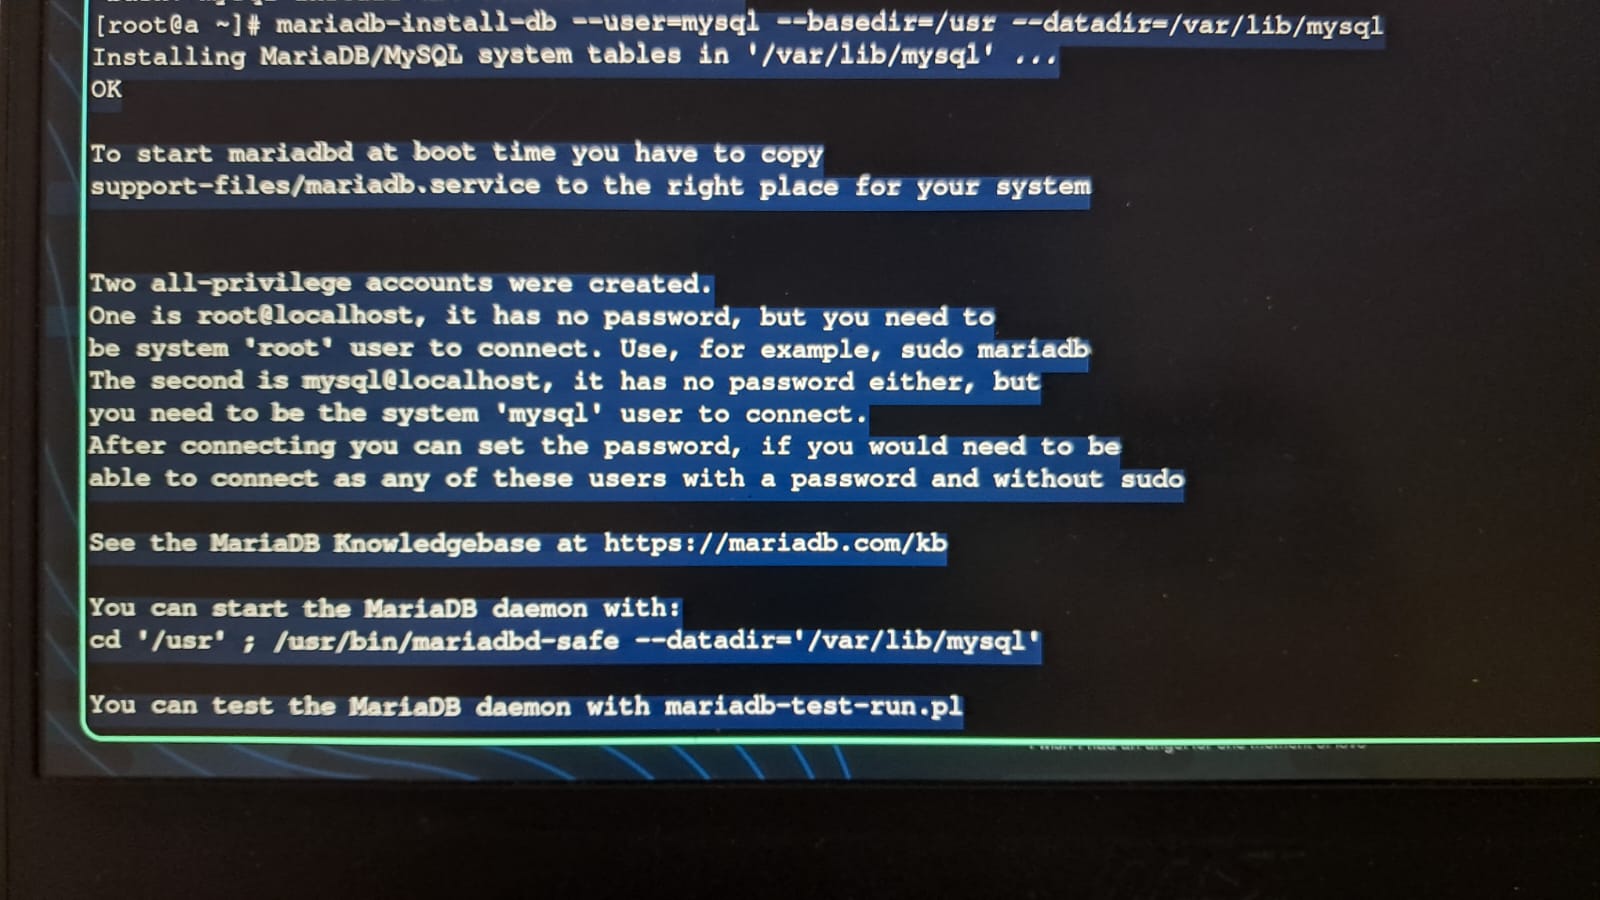 [root@a ~]# mariadb-install-db --user=mysql --basedir=/usr --datadir=/var/lib/mysql
Installing MariaDB/MySQL system tables in '/var/lib/mysql' ...
OK
To start mariadbd at boot time you have to copy
support-files/mariadb.service to the right place for your system
Two all-privilege accounts were created.
One is root@localhost, it has no password, but you need to
be system 'root' user to connect. Use, for example, sudo mariadb
The second is mysql@localhost, it has no password either, but
you need to be the system 'mysql' user to connect.
After connecting you can set the password, if you would need to be
able to connect as any of these users with a password and without sudo
See the MariaDB Knowledgebase at https://mariadb.com/kb
You can start the MariaDB daemon with:
cd '/usr' ; /usr/bin/mariadbd-safe --datadir='/var/lib/mysql'
You can test the MariaDB daemon with mariadb-test-run.pl